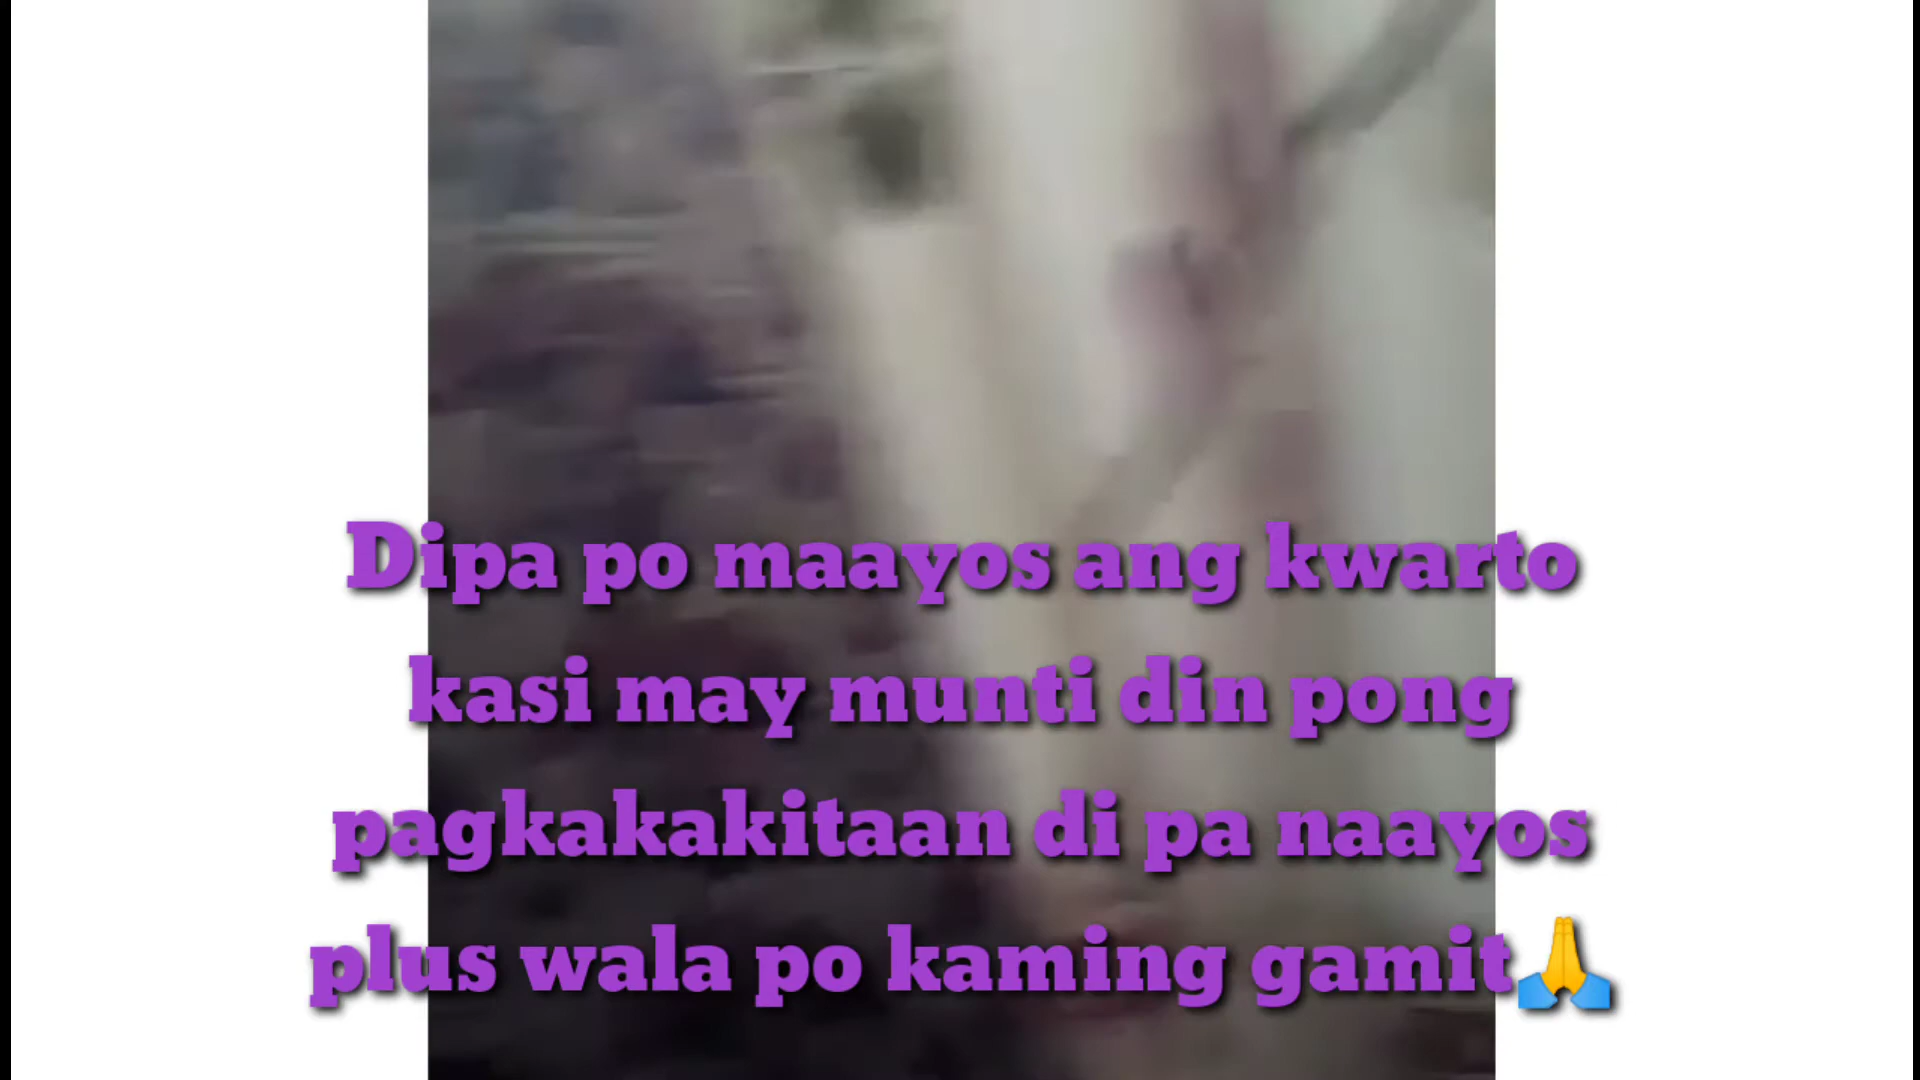 Dipa po maayos ang kwarto
kasi may munti din pong
pagkakakitaan di pa naayos
plus wala po kaming gamit🙏